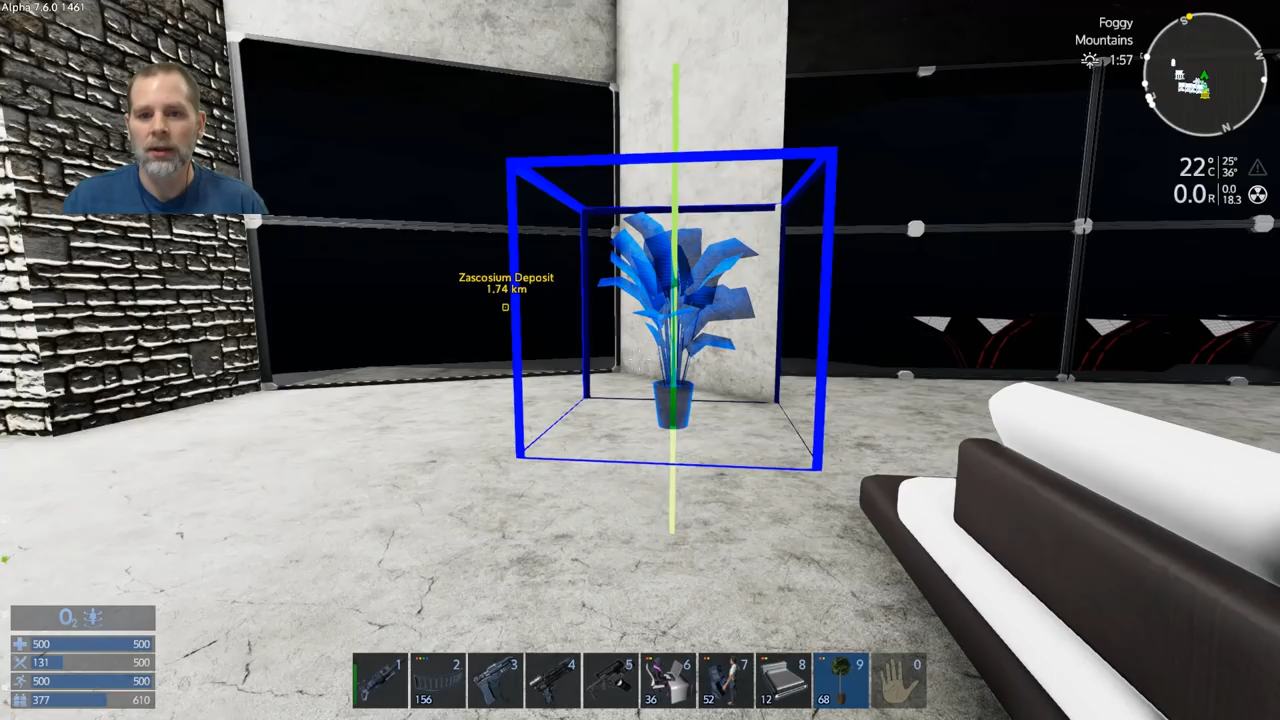 Alpha 7.6.0 1461
Foggy
Mountains
1:57
S
W
N
22°C 25° 36°
0.0R 0.0 18.3
Zascosium Deposit
1.74 km
O2
500 500
131 500
500 500
377 610
1
2
156
3
4
5
6
36
7
52
8
12
9
68
0